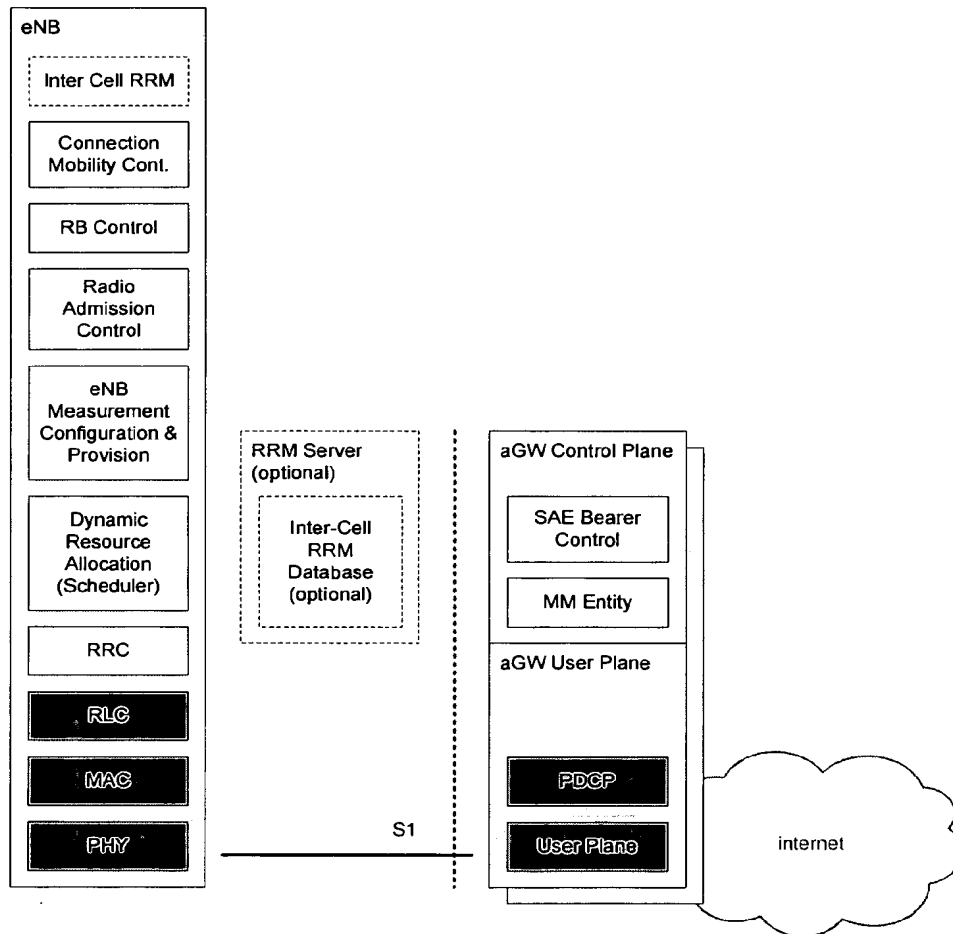 eNB
Inter Cell RRM
Connection
Mobility Cont.
RB Control
Radio
Admission
Control
eNB
Measurement
Configuration &
Provision
Dynamic
Resource
Allocation
(Scheduler)
RRC
RLC
MAC
PHY
RRM Server
(optional)
Inter-Cell
RRM
Database
(optional)
S1
aGW Control Plane
SAE Bearer
Control
MM Entity
aGW User Plane
PDCP
User Plane
internet